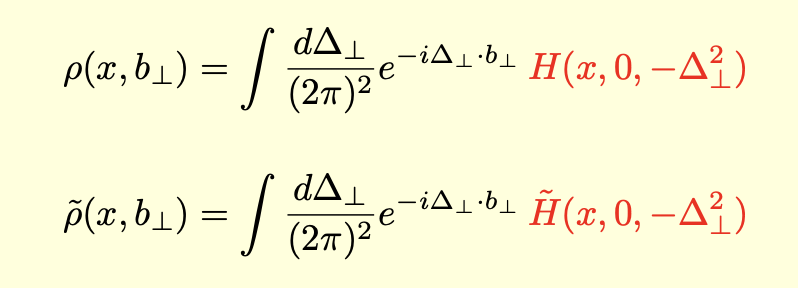 ρ(x, b⊥) = ∫ dΔ⊥/(2π)² e^{−iΔ⊥·b⊥} H(x, 0, −Δ⊥²)
ρ̃(x, b⊥) = ∫ dΔ⊥/(2π)² e^{−iΔ⊥·b⊥} H̃(x, 0, −Δ⊥²)